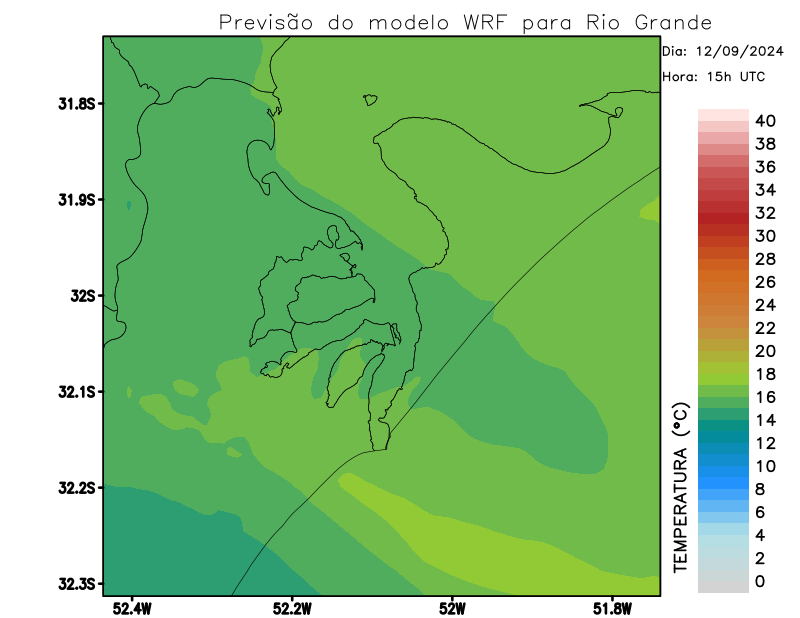 Previsão do modelo WRF para Rio Grande
Dia: 12/09/2024
Hora: 15h UTC
31.8S
31.9S
32S
32.1S
32.2S
32.3S
52.4W
52.2W
52W
51.8W
TEMPERATURA (°C)
40
38
36
34
32
30
28
26
24
22
20
18
16
14
12
10
8
6
4
2
0